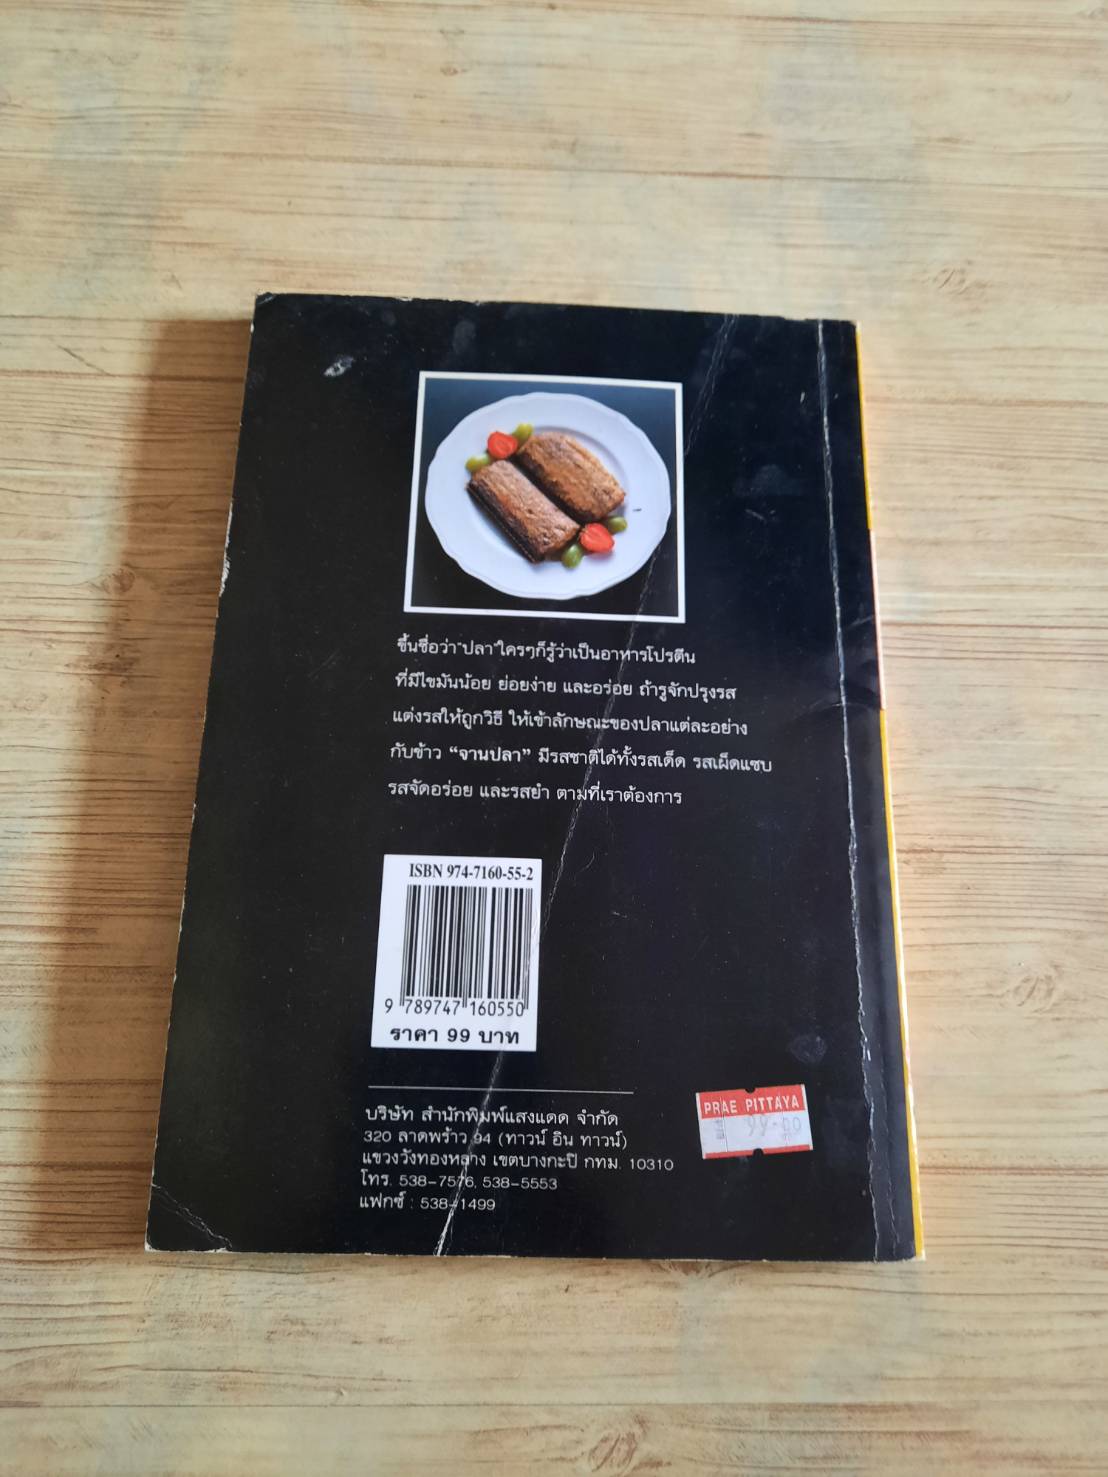 ขึ้นชื่อว่า"ปลา"ใครๆก็รู้ว่าเป็นอาหารโปรตีน
ที่มีไขมันน้อย ย่อยง่าย และอร่อย ถ้ารู้จักปรุงรส
แต่งรสให้ถูกวิธี ให้เข้าลักษณะของปลาแต่ละอย่าง
กับข้าว “จานปลา” มีรสชาติได้ทั้งรสเด็ด รสเผ็ดแซบ
รสจัดอร่อย และรสยำ ตามที่เราต้องการ
ISBN 974-7160-55-2
9 789747 160550
ราคา 99 บาท
บริษัท สำนักพิมพ์แสงแดด จำกัด
320 ลาดพร้าว 94 (ทาวน์ อิน ทาวน์)
แขวงวังทองหลาง เขตบางกะปิ กทม. 10310
โทร. 538-7576, 538-5553
แฟกซ์ : 538-1499
PRAE PITTAYA
99.00